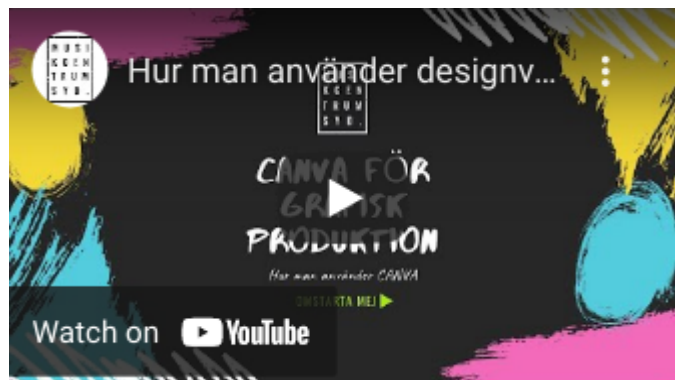 MUSI
KCEN
TRUM
SYD.
Hur man använder designv...
MUSI
KCEN
TRUM
SYD.
CANVA FÖR
GRAFISK
PRODUKTION
Hur man använder CANVA
OMSTARTA MEJ
Watch on YouTube